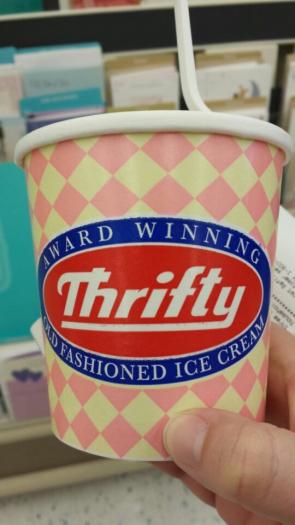 AWARD WINNING
Thrifty
OLD FASHIONED ICE CREAM